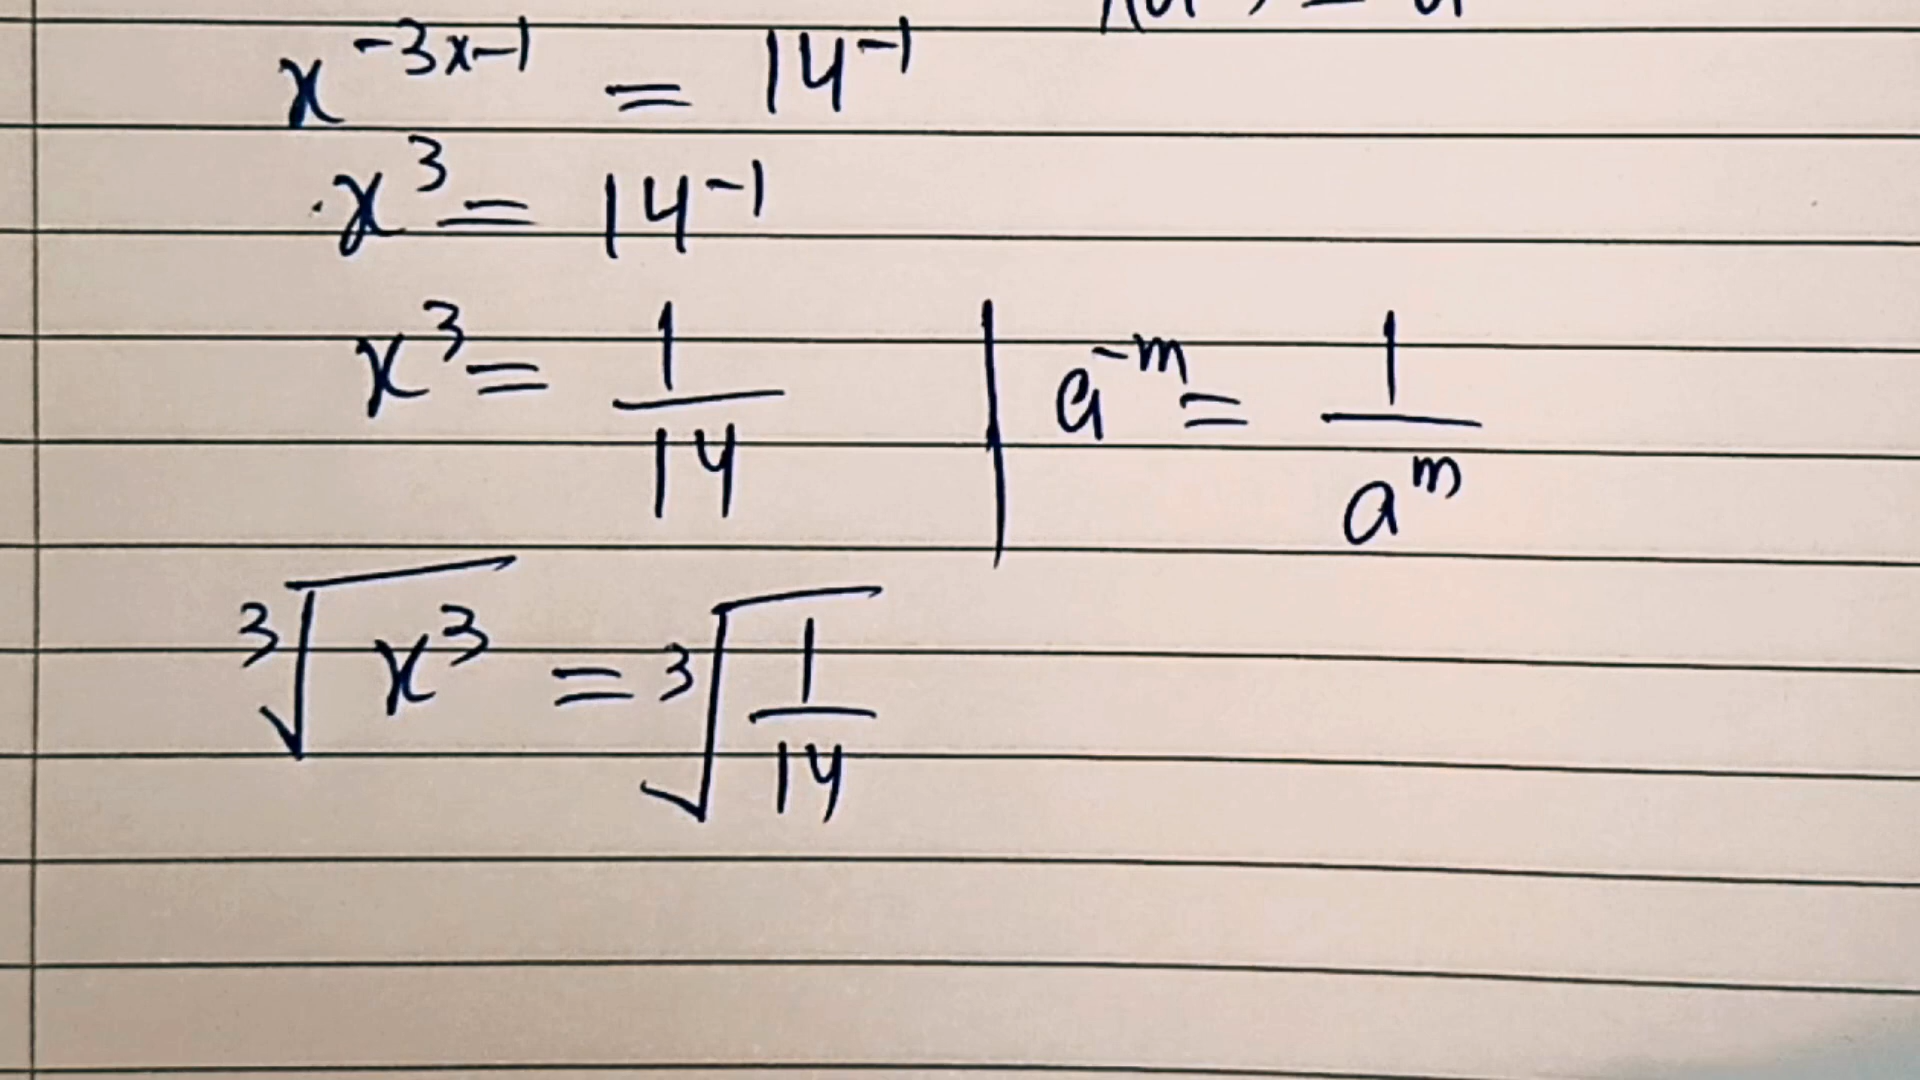 x^{-3x-1} = 14^{-1}
x^3 = 14^{-1}
x^3 = 1/14 | a^{-m} = 1/a^m
∛x^3 = ∛1/14